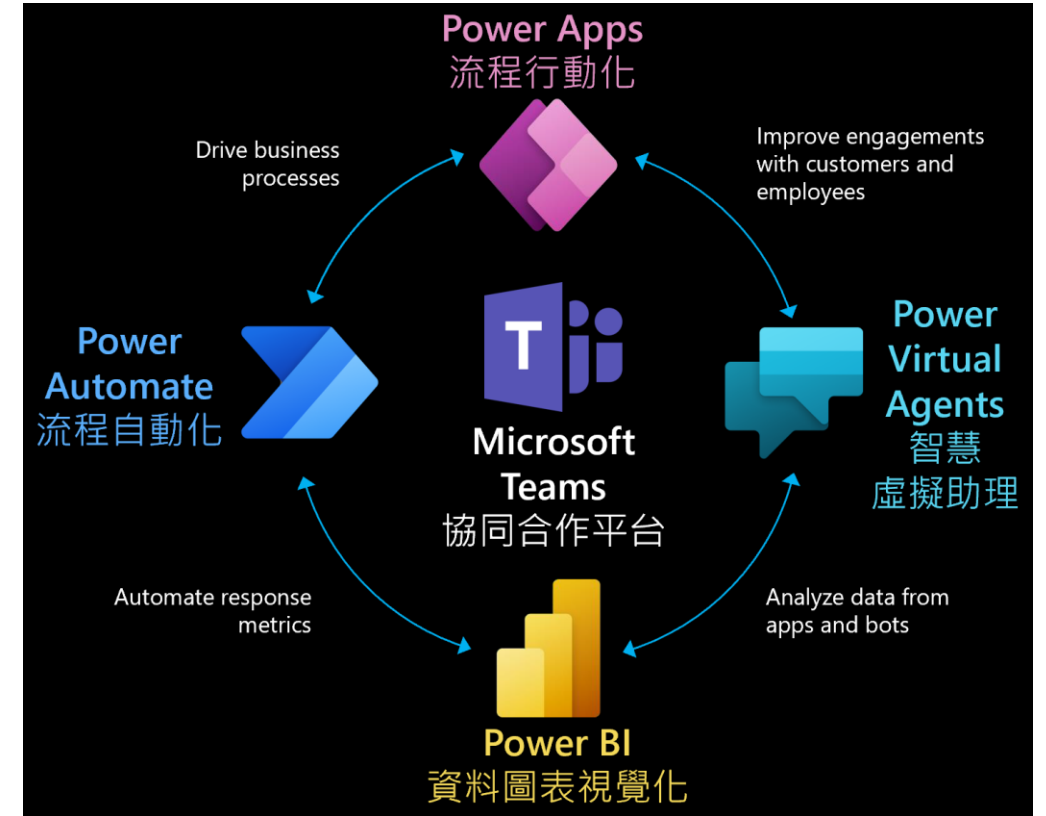 Power Apps
流程行動化
Drive business
processes
Improve engagements
with customers and
employees
Power
Automate
流程自動化
T
Microsoft
Teams
協同合作平台
Power
Virtual
Agents
智慧
虛擬助理
Automate response
metrics
Analyze data from
apps and bots
Power BI
資料圖表視覺化